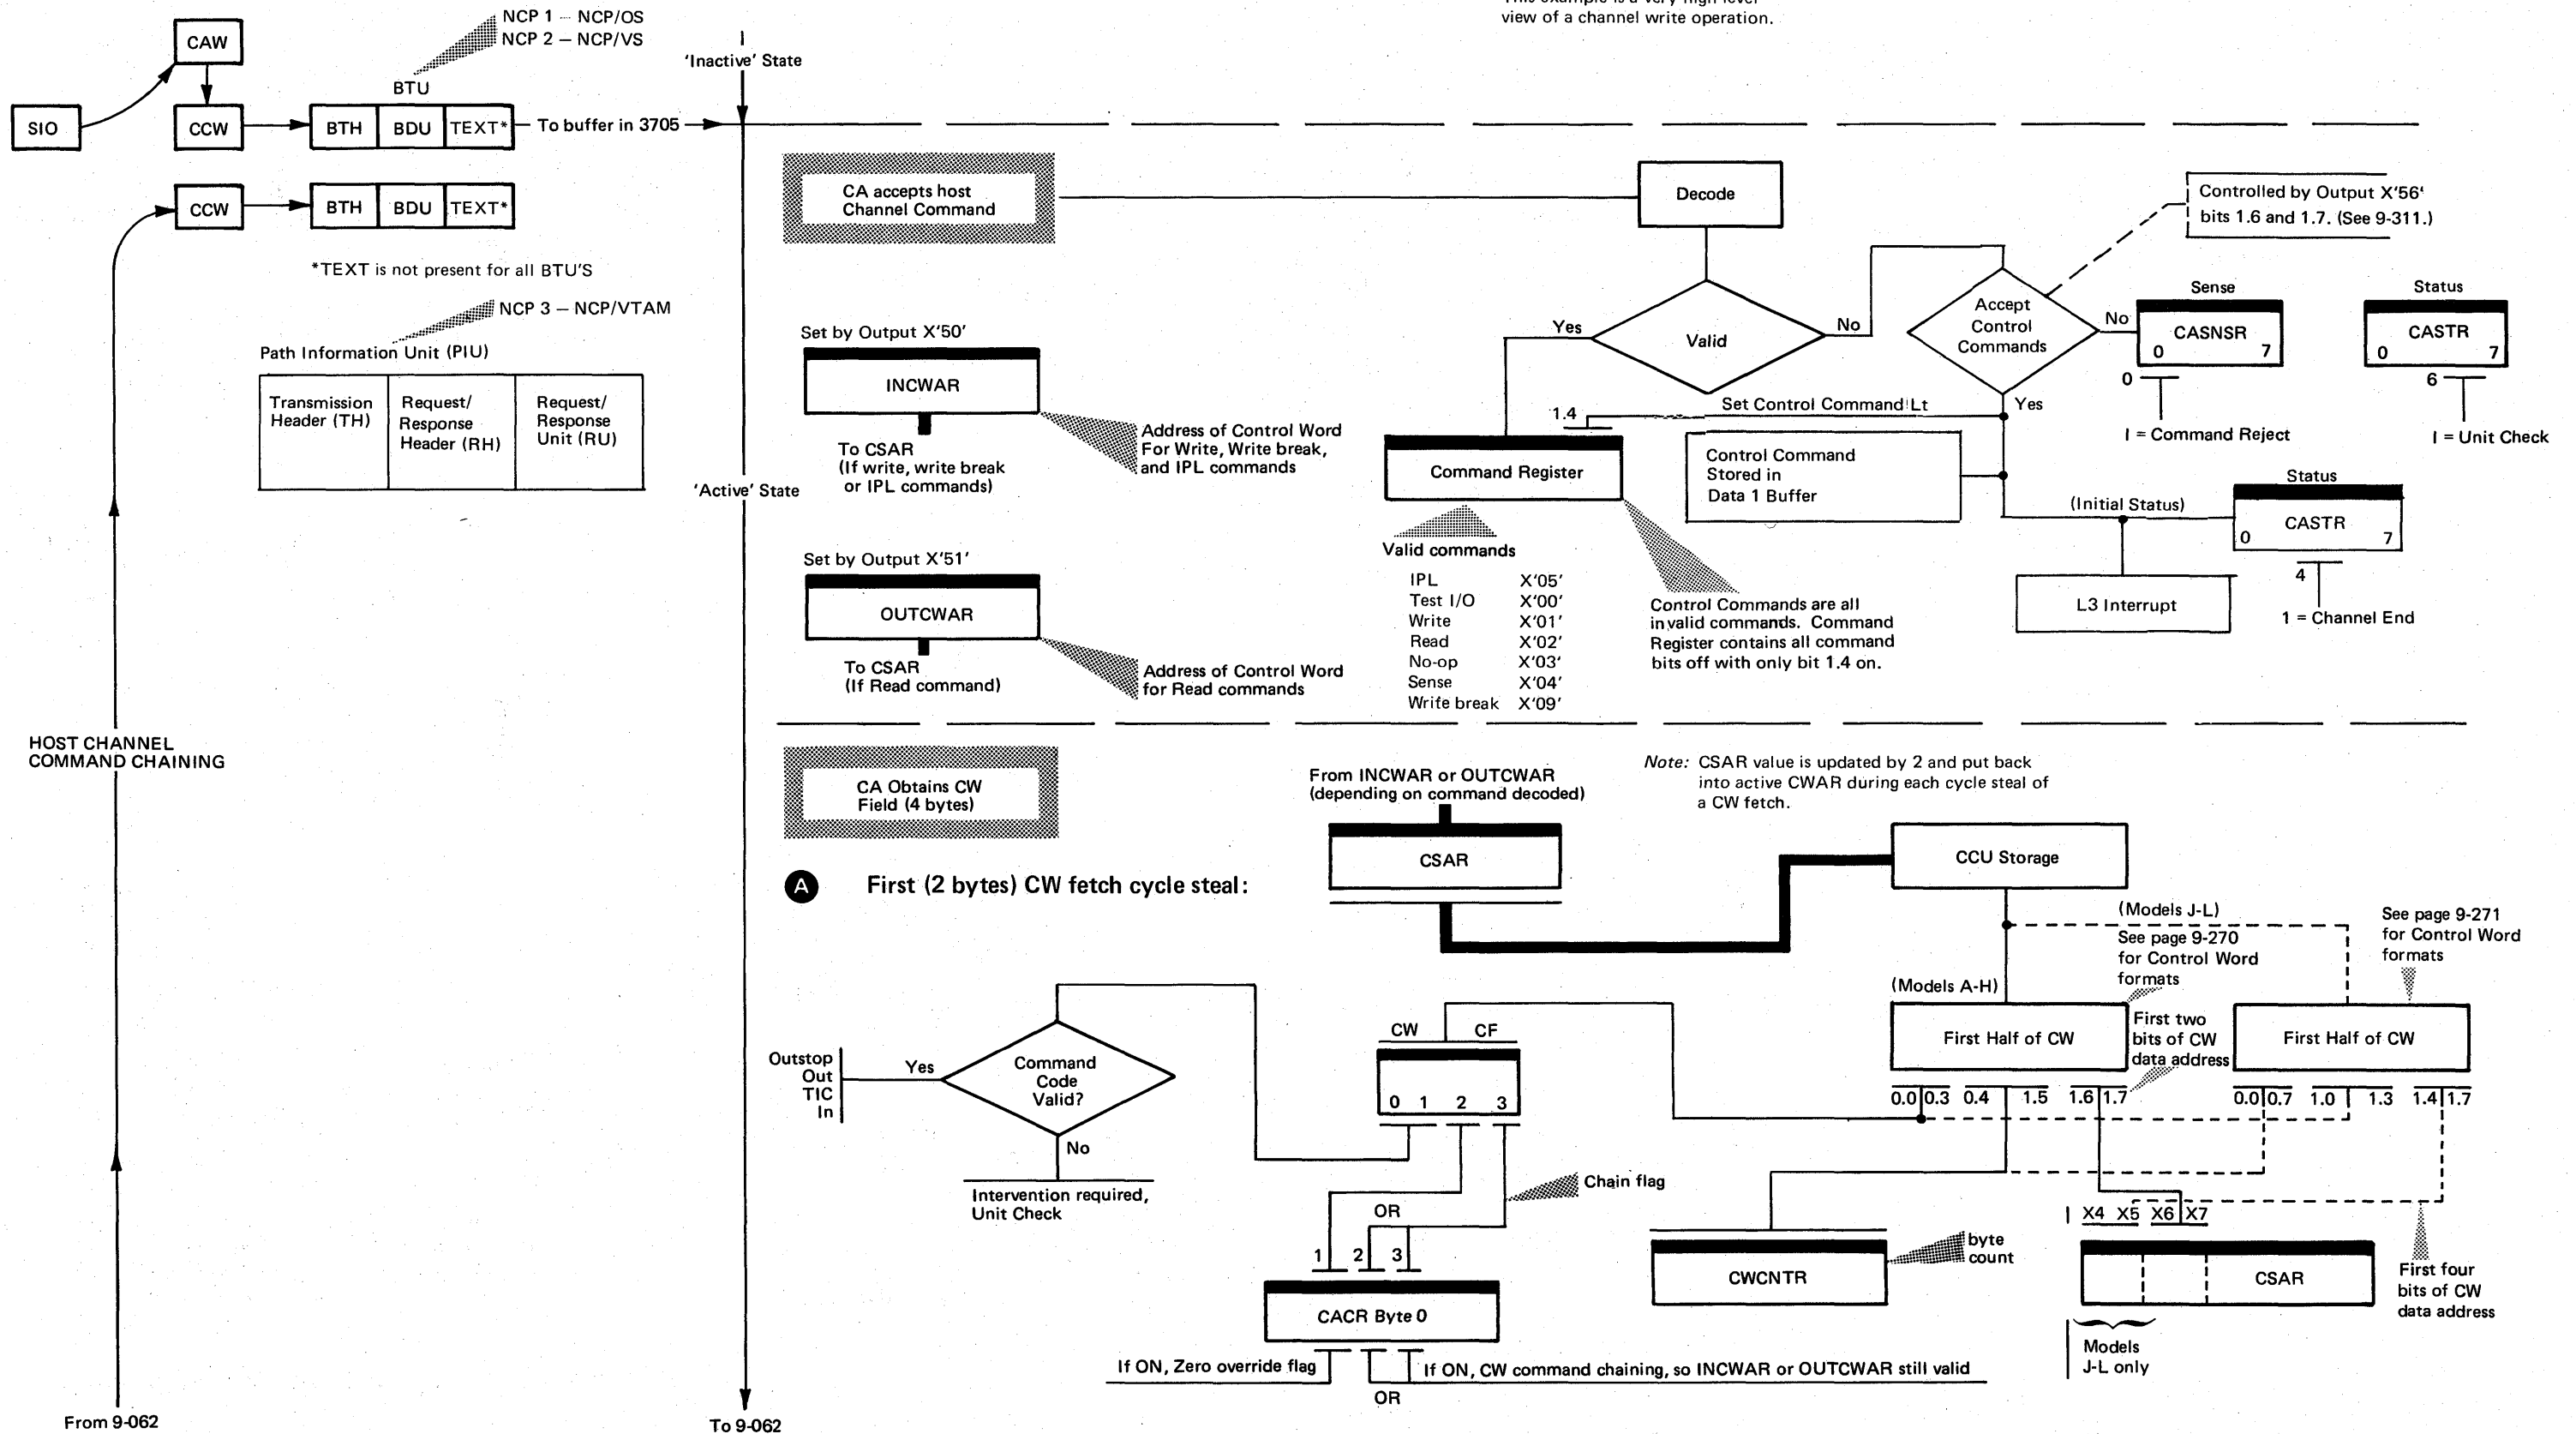 This example is a very high level
view of a channel write operation.
NCP 1 — NCP/OS
NCP 2 — NCP/VS
CAW
'Inactive' State
BTU
SIO
CCW
BTH
BDU
TEXT*
To buffer in 3705
CCW
BTH
BDU
TEXT*
*TEXT is not present for all BTU'S
NCP 3 — NCP/VTAM
Path Information Unit (PIU)
Transmission
Header (TH)
Request/
Response
Header (RH)
Request/
Response
Unit (RU)
HOST CHANNEL
COMMAND CHAINING
From 9-062
'Active' State
To 9-062
CA accepts host
Channel Command
Decode
Controlled by Output X'56'
bits 1.6 and 1.7. (See 9-311.)
Valid
Yes
No
Accept
Control
Commands
No
Yes
Sense
CASNSR
0 7
0
I = Command Reject
Status
CASTR
0 7
6
I = Unit Check
Set by Output X'50'
INCWAR
To CSAR
(If write, write break
or IPL commands)
Address of Control Word
For Write, Write break,
and IPL commands
1.4
Set Control Command Lt
Command Register
Control Command
Stored in
Data 1 Buffer
(Initial Status)
Status
CASTR
0 7
4
1 = Channel End
L3 Interrupt
Set by Output X'51'
OUTCWAR
To CSAR
(If Read command)
Address of Control Word
for Read commands
Valid commands
IPL X'05'
Test I/O X'00'
Write X'01'
Read X'02'
No-op X'03'
Sense X'04'
Write break X'09'
Control Commands are all
invalid commands. Command
Register contains all command
bits off with only bit 1.4 on.
CA Obtains CW
Field (4 bytes)
From INCWAR or OUTCWAR
(depending on command decoded)
Note: CSAR value is updated by 2 and put back
into active CWAR during each cycle steal of
a CW fetch.
CSAR
CCU Storage
A First (2 bytes) CW fetch cycle steal:
(Models J-L)
See page 9-270
for Control Word
formats
See page 9-271
for Control Word
formats
(Models A-H)
First Half of CW
First two
bits of CW
data address
First Half of CW
0.0 0.3 0.4 1.5 1.6 1.7
0.0 0.7 1.0 1.3 1.4 1.7
CW CF
0 1 2 3
Outstop
Out
TIC
In
Yes
Command
Code
Valid?
No
Intervention required,
Unit Check
Chain flag
OR
1 2 3
CACR Byte 0
If ON, Zero override flag
If ON, CW command chaining, so INCWAR or OUTCWAR still valid
OR
CWCNTR
byte
count
X4 X5 X6 X7
CSAR
Models
J-L only
First four
bits of CW
data address